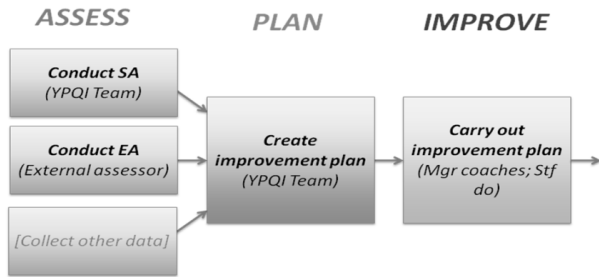 ASSESS
PLAN
IMPROVE
Conduct SA
(YPQI Team)
Conduct EA
(External assessor)
[Collect other data]
Create
improvement plan
(YPQI Team)
Carry out
improvement plan
(Mgr coaches; Stf
do)